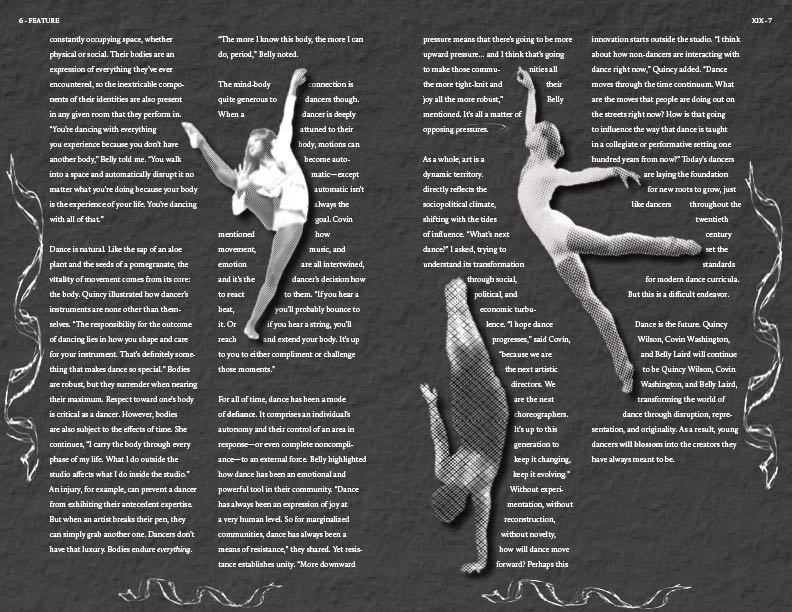 6 - FEATURE
XIX - 7
constantly occupying space, whether
physical or social. Their bodies are an
expression of everything they've ever
encountered, so the inextricable compo-
nents of their identities are also present
in any given room that they perform in.
"You're dancing with everything
you experience because you don't have
another body," Belly told me. "You walk
into a space and automatically disrupt it no
matter what you're doing because your body
is the experience of your life. You're dancing
with all of that."
Dance is natural. Like the sap of an aloe
plant and the seeds of a pomegranate, the
vitality of movement comes from its core:
the body. Quincy illustrated how dancer's
instruments are none other than them-
selves. "The responsibility for the outcome
of dancing lies in how you shape and care
for your instrument. That's definitely some-
thing that makes dance so special." Bodies
are robust, but they surrender when nearing
their maximum. Respect toward one's body
is critical as a dancer. However, bodies
are also subject to the effects of time. She
continues, "I carry the body through every
phase of my life. What I do outside the
studio affects what I do inside the studio."
An injury, for example, can prevent a dancer
from exhibiting their antecedent expertise.
But when an artist breaks their pen, they
can simply grab another one. Dancers don't
have that luxury. Bodies endure everything.
"The more I know this body, the more I can
do, period," Belly noted.
The mind-body connection is
quite generous to dancers though.
When a dancer is deeply
attuned to their
body, motions can
become auto-
matic—except
automatic isn't
always the
goal. Covin
mentioned how
movement, music, and
emotion are all intertwined,
and it's the dancer's decision how
to react to them. "If you hear a
beat, you'll probably bounce to
it. Or if you hear a string, you'll
reach and extend your body. It's up
to you to either compliment or challenge
those moments."
For all of time, dance has been a mode
of defiance. It comprises an individual's
autonomy and their control of an area in
response—or even complete noncompli-
ance—to an external force. Belly highlighted
how dance has been an emotional and
powerful tool in their community. "Dance
has always been an expression of joy at
a very human level. So for marginalized
communities, dance has always been a
means of resistance," they shared. Yet resis-
tance establishes unity. "More downward
pressure means that there's going to be more
upward pressure... and I think that's going
to make those commu- nities all
the more tight-knit and their
joy all the more robust," Belly
mentioned. It's all a matter of
opposing pressures.
As a whole, art is a
dynamic territory.
directly reflects the
sociopolitical climate,
shifting with the tides
of influence. "What's next
dance?" I asked, trying to
understand its transformation
through social,
political, and
economic turbu-
lence. "I hope dance
progresses," said Covin,
"because we are
the next artistic
directors. We
are the next
choreographers.
It's up to this
generation to
keep it changing,
keep it evolving."
Without experi-
mentation, without
reconstruction,
without novelty,
how will dance move
forward? Perhaps this
innovation starts outside the studio. "I think
about how non-dancers are interacting with
dance right now," Quincy added. "Dance
moves through the time continuum. What
are the moves that people are doing out on
the streets right now? How is that going
to influence the way that dance is taught
in a collegiate or performative setting one
hundred years from now?" Today's dancers
are laying the foundation
for new roots to grow, just
like dancers throughout the
twentieth
century
set the
standards
for modern dance curricula.
But this is a difficult endeavor.
Dance is the future. Quincy
Wilson, Covin Washington,
and Belly Laird will continue
to be Quincy Wilson, Covin
Washington, and Belly Laird,
transforming the world of
dance through disruption, repre-
sentation, and originality. As a result, young
dancers will blossom into the creators they
have always meant to be.